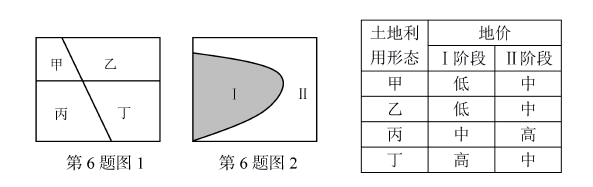 甲 乙
丙 丁
第6题图1
Ⅰ Ⅱ
第6题图2
土地利用形态 地价
Ⅰ阶段 Ⅱ阶段
甲 低 中
乙 低 中
丙 中 高
丁 高 中